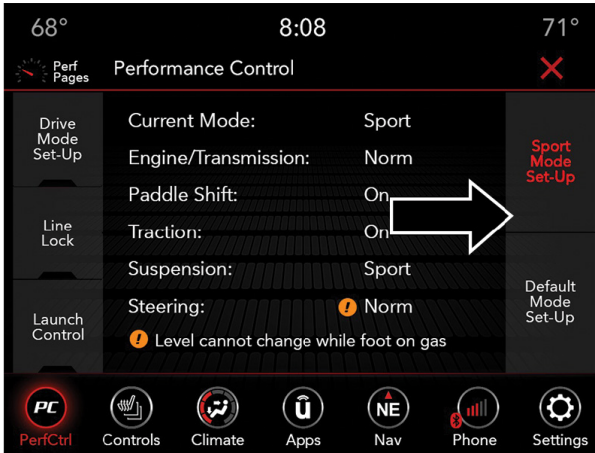 68°
8:08
71°
Perf
Pages
Performance Control
Drive
Mode
Set-Up
Line
Lock
Launch
Control
Current Mode: Sport
Engine/Transmission: Norm
Paddle Shift: On
Traction: On
Suspension: Sport
Steering: ! Norm
! Level cannot change while foot on gas
Sport
Mode
Set-Up
Default
Mode
Set-Up
PC
PerfCtrl
Controls
Climate
û
Apps
NE
Nav
Phone
Settings